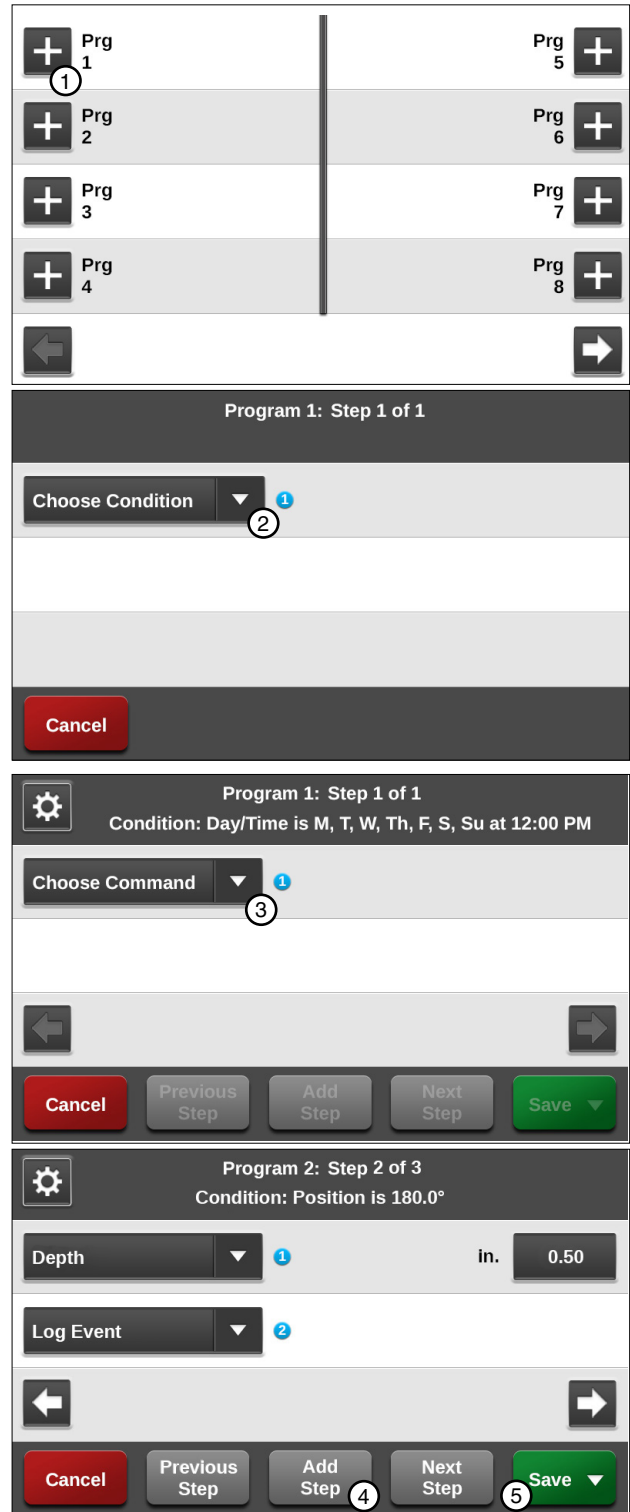 Prg 1
1
Prg 5
Prg 2
Prg 6
Prg 3
Prg 7
Prg 4
Prg 8
Program 1: Step 1 of 1
Choose Condition
1
2
Cancel
Program 1: Step 1 of 1
Condition: Day/Time is M, T, W, Th, F, S, Su at 12:00 PM
Choose Command
1
3
Cancel
Previous Step
Add Step
Next Step
Save
Program 2: Step 2 of 3
Condition: Position is 180.0°
Depth
1
in.
0.50
Log Event
2
Cancel
Previous Step
Add Step
4
Next Step
5
Save